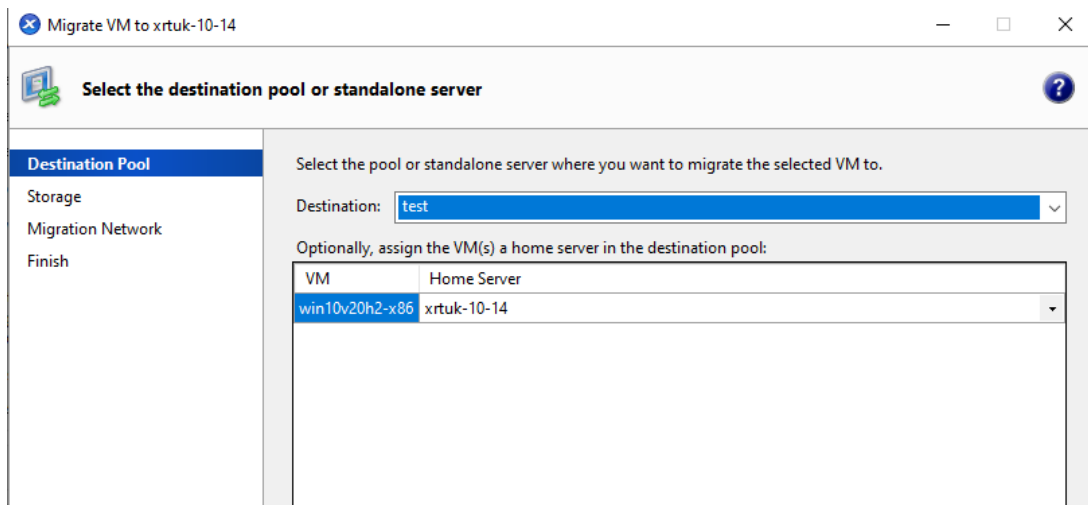 Migrate VM to xrtuk-10-14
Select the destination pool or standalone server
?
Destination Pool
Storage
Migration Network
Finish
Select the pool or standalone server where you want to migrate the selected VM to.
Destination: test
Optionally, assign the VM(s) a home server in the destination pool:
VM Home Server
win10v20h2-x86 xrtuk-10-14